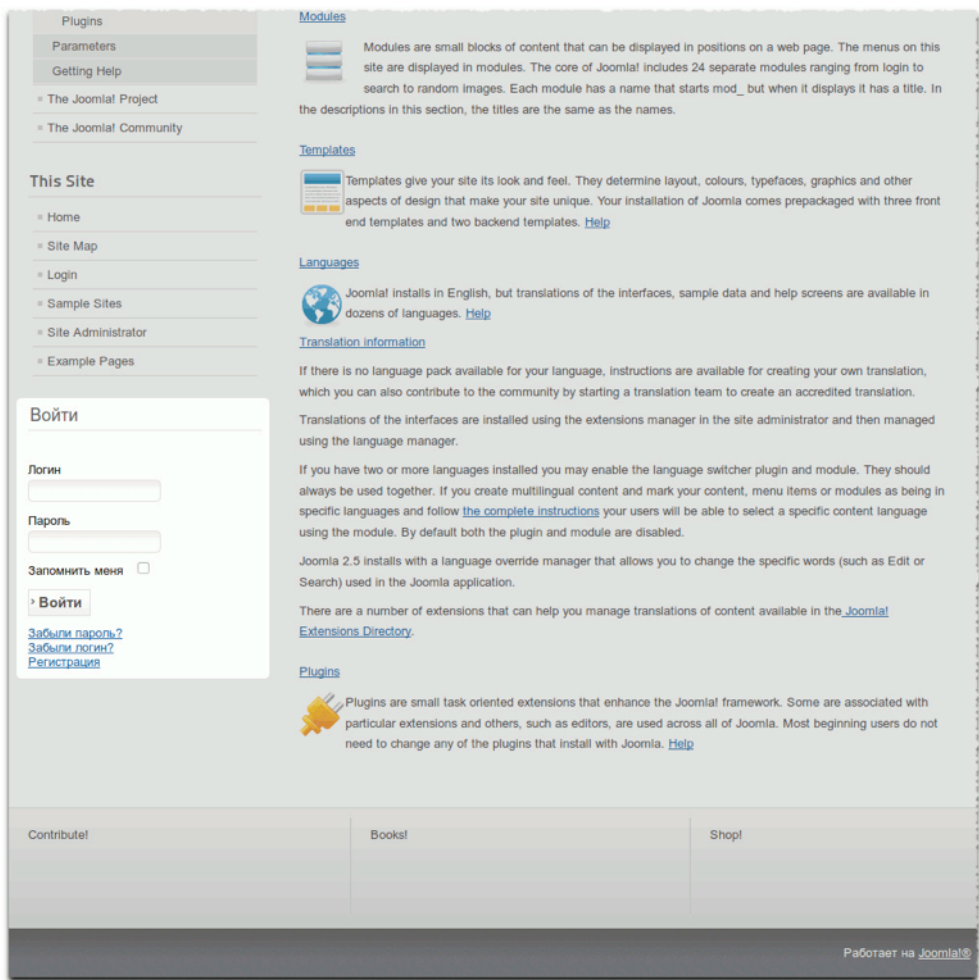 Plugins
Parameters
Getting Help
The Joomla! Project
The Joomla! Community
This Site
Home
Site Map
Login
Sample Sites
Site Administrator
Example Pages
Войти
Логин
Пароль
Запомнить меня
Войти
Забыли пароль?
Забыли логин?
Регистрация
Modules
Modules are small blocks of content that can be displayed in positions on a web page. The menus on this
site are displayed in modules. The core of Joomla! includes 24 separate modules ranging from login to
search to random images. Each module has a name that starts mod_ but when it displays it has a title. In
the descriptions in this section, the titles are the same as the names.
Templates
Templates give your site its look and feel. They determine layout, colours, typefaces, graphics and other
aspects of design that make your site unique. Your installation of Joomla comes prepackaged with three front
end templates and two backend templates. Help
Languages
Joomla! installs in English, but translations of the interfaces, sample data and help screens are available in
dozens of languages. Help
Translation information
If there is no language pack available for your language, instructions are available for creating your own translation,
which you can also contribute to the community by starting a translation team to create an accredited translation.
Translations of the interfaces are installed using the extensions manager in the site administrator and then managed
using the language manager.
If you have two or more languages installed you may enable the language switcher plugin and module. They should
always be used together. If you create multilingual content and mark your content, menu items or modules as being in
specific languages and follow the complete instructions your users will be able to select a specific content language
using the module. By default both the plugin and module are disabled.
Joomla 2.5 installs with a language override manager that allows you to change the specific words (such as Edit or
Search) used in the Joomla application.
There are a number of extensions that can help you manage translations of content available in the Joomla!
Extensions Directory.
Plugins
Plugins are small task oriented extensions that enhance the Joomla! framework. Some are associated with
particular extensions and others, such as editors, are used across all of Joomla. Most beginning users do not
need to change any of the plugins that install with Joomla. Help
Contribute!
Books!
Shop!
Работает на Joomla!®